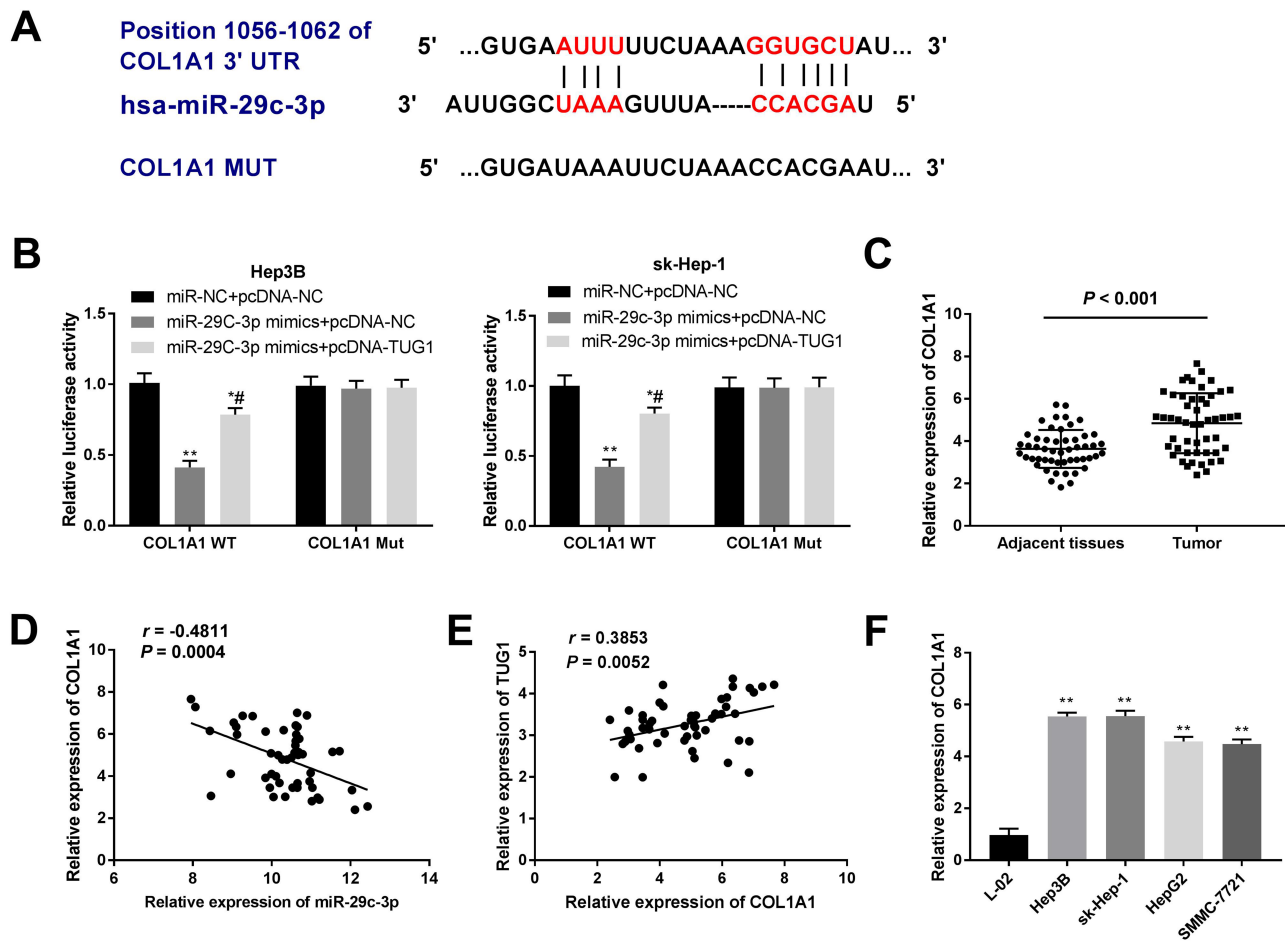 A
Position 1056-1062 of
COL1A1 3' UTR
5' ...GUGAAUUUUUCUAAAGGUGCUAU... 3'
hsa-miR-29c-3p
3' AUUGGCUAAAGUUUA-----CCACGAU 5'
COL1A1 MUT
5' ...GUGAUAAAUUCUAAACCACGAAU... 3'
B
Hep3B
miR-NC+pcDNA-NC
miR-29C-3p mimics+pcDNA-NC
miR-29C-3p mimics+pcDNA-TUG1
Relative luciferase activity
1.5
1.0
0.5
0.0
**
*#
COL1A1 WT
COL1A1 Mut
sk-Hep-1
miR-NC+pcDNA-NC
miR-29c-3p mimics+pcDNA-NC
miR-29c-3p mimics+pcDNA-TUG1
Relative luciferase activity
1.5
1.0
0.5
0.0
**
*#
COL1A1 WT
COL1A1 Mut
C
P < 0.001
Relative expression of COL1A1
10
8
6
4
2
0
Adjacent tissues
Tumor
D
r = -0.4811
P = 0.0004
Relative expression of COL1A1
10
8
6
4
2
0
6 8 10 12 14
Relative expression of miR-29c-3p
E
r = 0.3853
P = 0.0052
Relative expression of TUG1
5
4
3
2
1
0
0 2 4 6 8 10
Relative expression of COL1A1
F
Relative expression of COL1A1
8
6
4
2
0
**
**
**
**
L-02
Hep3B
sk-Hep-1
HepG2
SMMC-7721